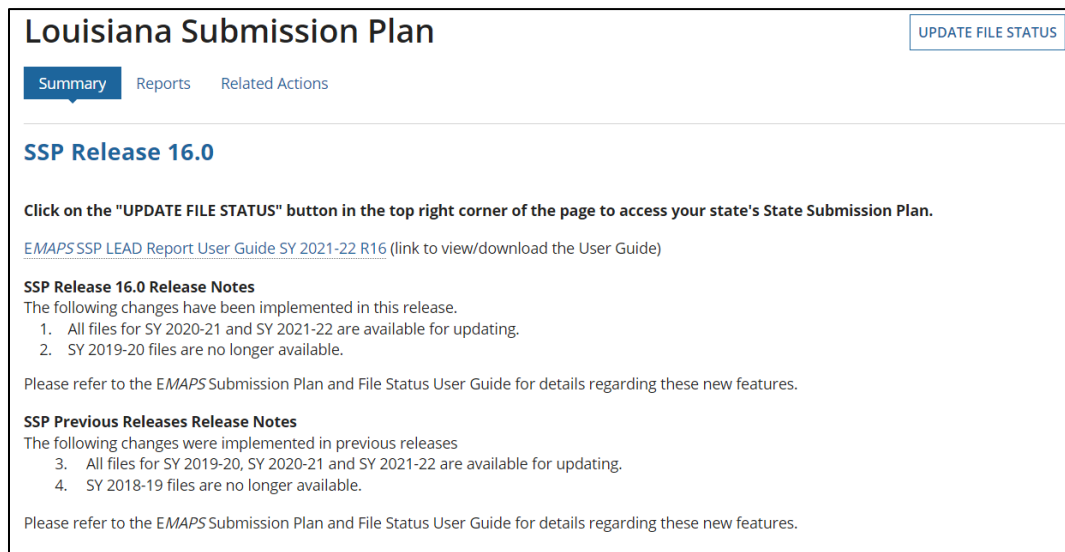 Louisiana Submission Plan
UPDATE FILE STATUS
Summary Reports Related Actions
SSP Release 16.0
Click on the "UPDATE FILE STATUS" button in the top right corner of the page to access your state's State Submission Plan.
EMAPS SSP LEAD Report User Guide SY 2021-22 R16 (link to view/download the User Guide)
SSP Release 16.0 Release Notes
The following changes have been implemented in this release.
1. All files for SY 2020-21 and SY 2021-22 are available for updating.
2. SY 2019-20 files are no longer available.
Please refer to the EMAPS Submission Plan and File Status User Guide for details regarding these new features.
SSP Previous Releases Release Notes
The following changes were implemented in previous releases
3. All files for SY 2019-20, SY 2020-21 and SY 2021-22 are available for updating.
4. SY 2018-19 files are no longer available.
Please refer to the EMAPS Submission Plan and File Status User Guide for details regarding these new features.